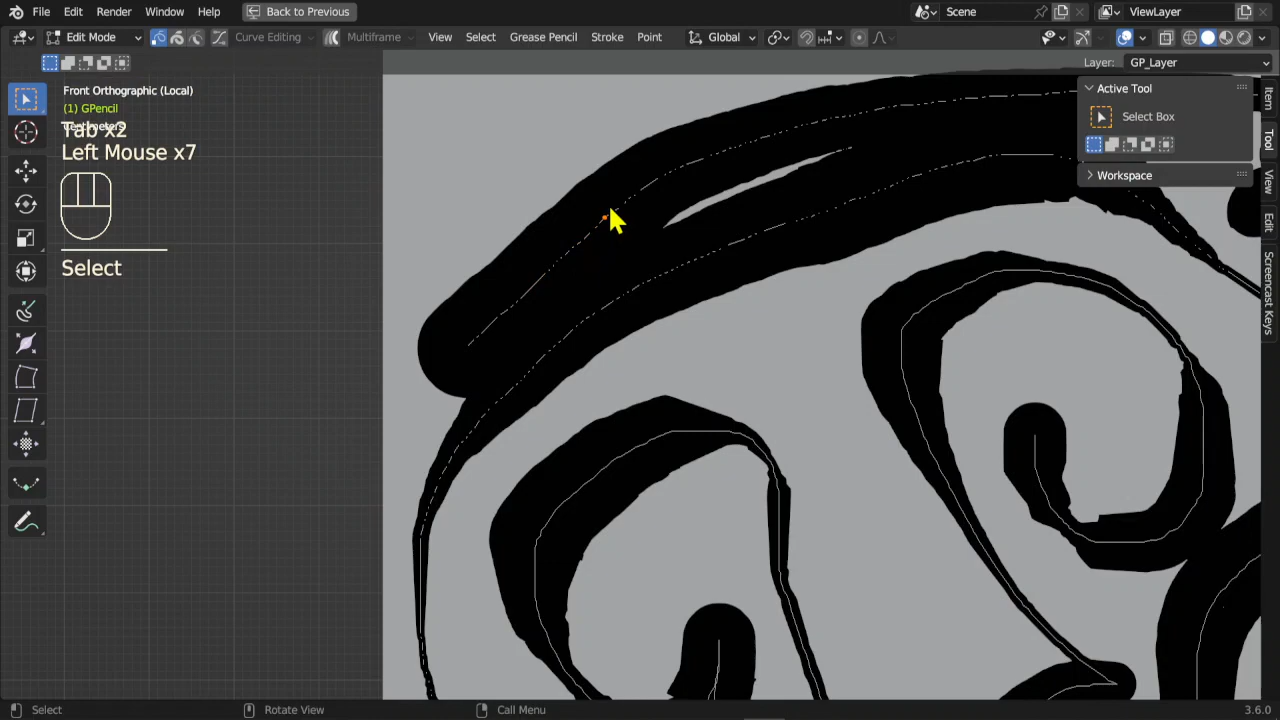 File Edit Render Window Help Back to Previous Scene ViewLayer
Edit Mode Curve Editing Multiframe View Select Grease Pencil Stroke Point Global
Layer: GP_Layer
Front Orthographic (Local)
(1) GPencil
Tab x2
Left Mouse x7
Select
Active Tool
Select Box
Workspace
Item
Tool
View
Edit
Screencast Keys
Select Rotate View Call Menu 3.6.0